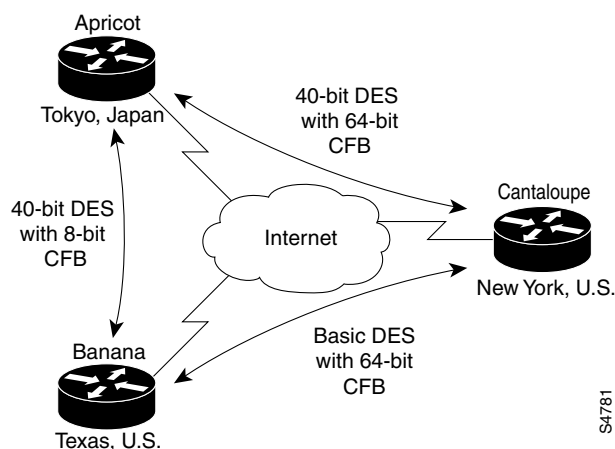 Apricot
Tokyo, Japan
40-bit DES
with 64-bit
CFB
Cantaloupe
New York, U.S.
40-bit DES
with 8-bit
CFB
Internet
Basic DES
with 64-bit
CFB
Banana
Texas, U.S.
S4781